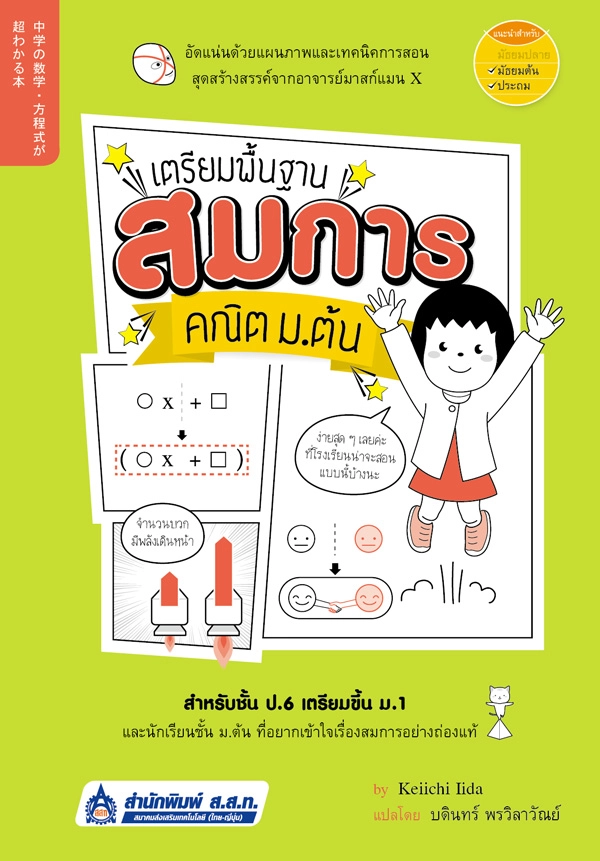 中学の数学・方程式が
超わかる本
อัดแน่นด้วยแผนภาพและเทคนิคการสอน
สุดสร้างสรรค์จากอาจารย์มาสก์แมน X
แนะนำสำหรับ
มัธยมปลาย
✓มัธยมต้น
✓ประถม
เตรียมพื้นฐาน
สมการ
คณิต ม.ต้น
○ x + □
(○ x + □)
ง่ายสุด ๆ เลยค่ะ
ที่โรงเรียนน่าจะสอน
แบบนี้บ้างนะ
จำนวนบวก
มีพลังเดินหน้า
สำหรับชั้น ป.6 เตรียมขึ้น ม.1
และนักเรียนชั้น ม.ต้น ที่อยากเข้าใจเรื่องสมการอย่างถ่องแท้
ส.ส.ท.
สำนักพิมพ์ ส.ส.ท.
สมาคมส่งเสริมเทคโนโลยี (ไทย-ญี่ปุ่น)
by Keiichi Iida
แปลโดย บดินทร์ พรวิลาวัณย์